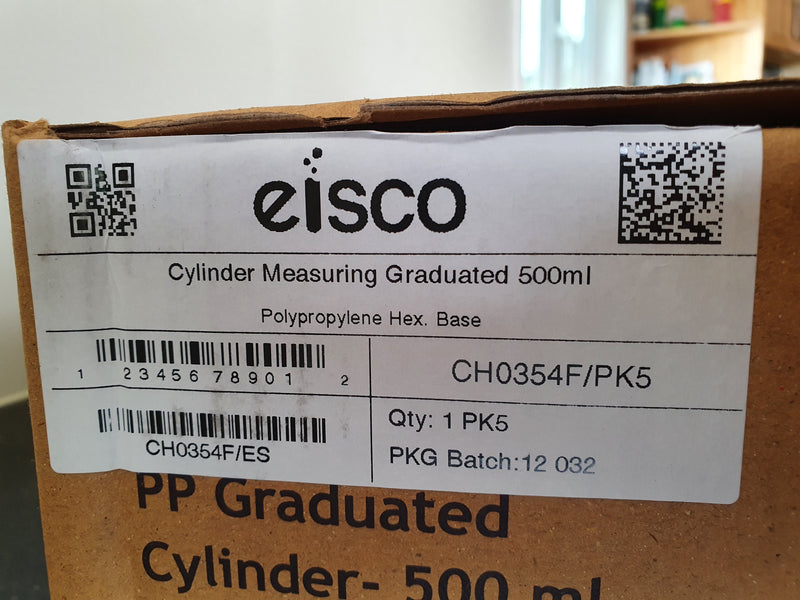 eisco
Cylinder Measuring Graduated 500ml
Polypropylene Hex. Base
1 23456 78901 2
CH0354F/PK5
CH0354F/ES
Qty: 1 PK5
PKG Batch:12 032
PP Graduated
Cylinder- 500 ml